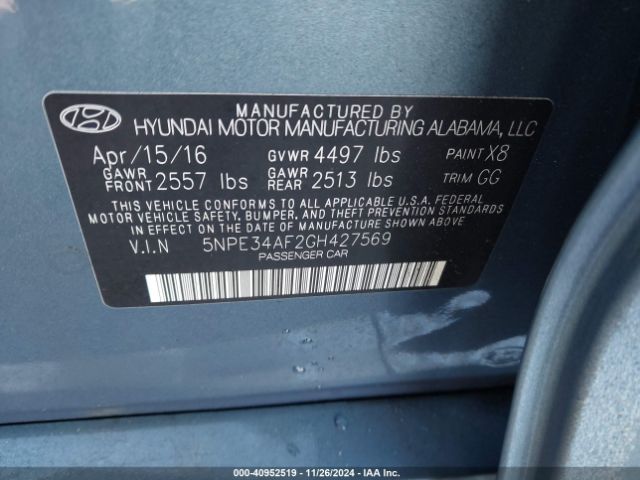 MANUFACTURED BY
HYUNDAI MOTOR MANUFACTURING ALABAMA, LLC
Apr/15/16 GVWR 4497 lbs PAINT X8
GAWR FRONT 2557 lbs GAWR REAR 2513 lbs TRIM GG
THIS VEHICLE CONFORMS TO ALL APPLICABLE U.S.A. FEDERAL
MOTOR VEHICLE SAFETY, BUMPER, AND THEFT PREVENTION STANDARDS
IN EFFECT ON THE DATE OF MANUFACTURE SHOWN ABOVE.
V.I.N 5NPE34AF2GH427569
PASSENGER CAR
000-40952519 - 11/26/2024 - IAA Inc.